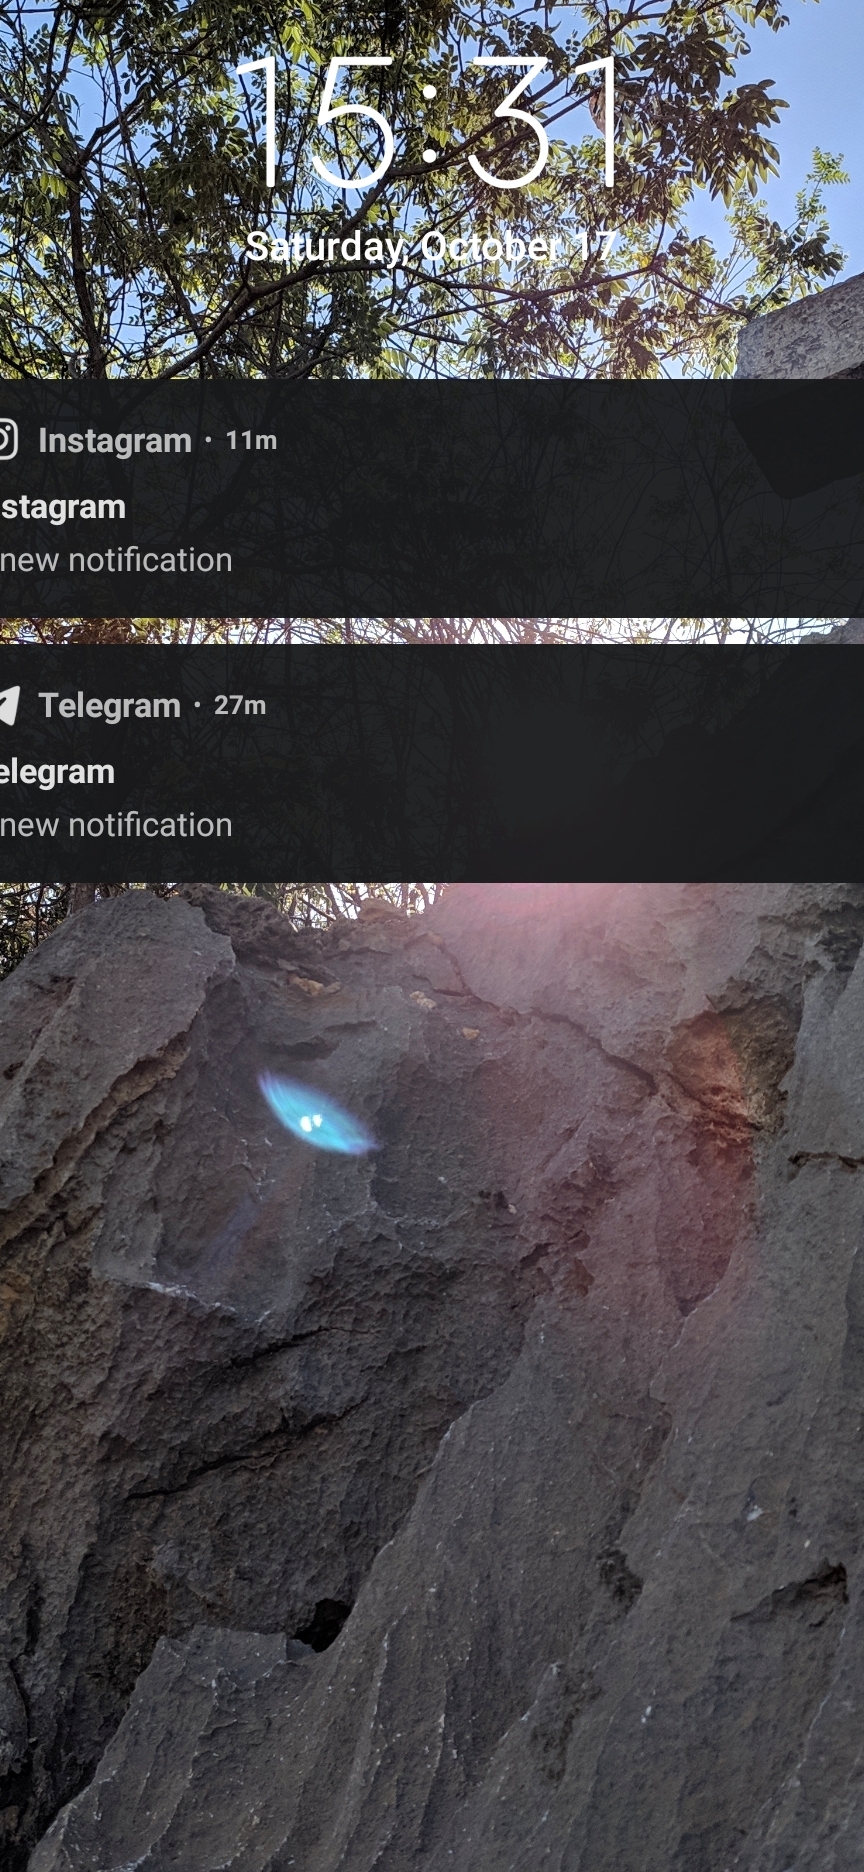 15:31
Saturday, October 17
Instagram • 11m
stagram
new notification
Telegram • 27m
elegram
new notification